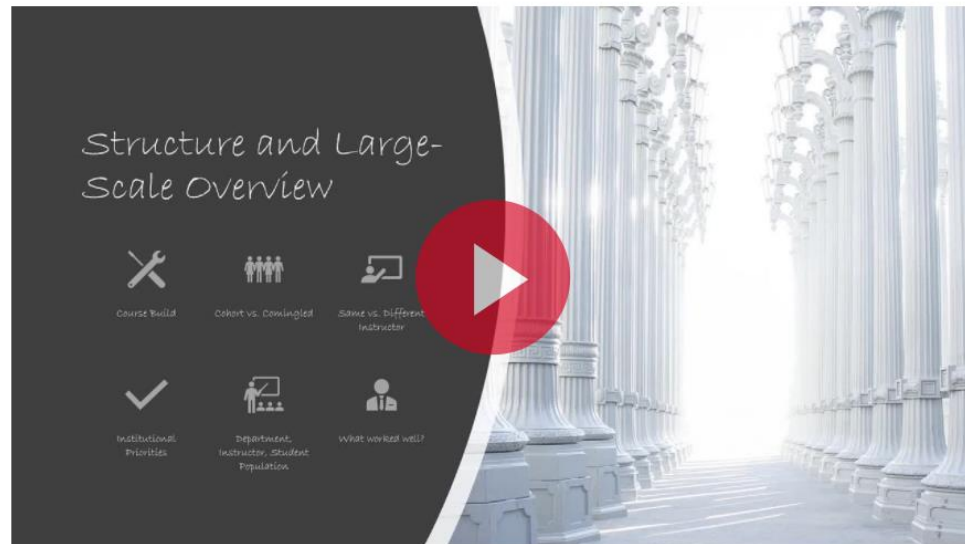 Structure and Large-
Scale Overview
Course Build
Cohort vs. Comingled
Same vs. Different
Instructor
Institutional
Priorities
Department,
Instructor, Student
Population
What worked well?